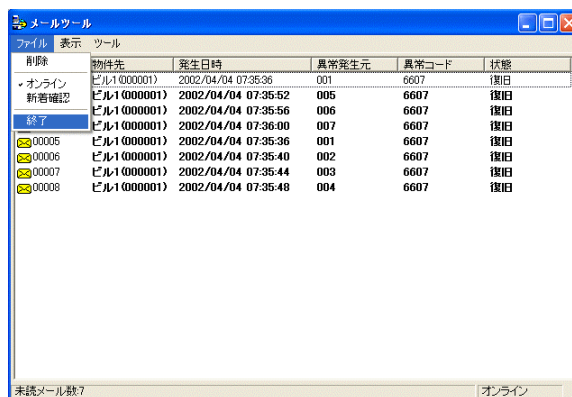 メールツール
ファイル 表示 ツール
削除
オンライン
新着確認
終了
物件先 発生日時 異常発生元 異常コード 状態
ビル1(000001) 2002/04/04 07:35:36 001 6607 復旧
ビル1(000001) 2002/04/04 07:35:52 005 6607 復旧
ビル1(000001) 2002/04/04 07:35:56 006 6607 復旧
ビル1(000001) 2002/04/04 07:36:00 007 6607 復旧
00005 ビル1(000001) 2002/04/04 07:35:36 001 6607 復旧
00006 ビル1(000001) 2002/04/04 07:35:40 002 6607 復旧
00007 ビル1(000001) 2002/04/04 07:35:44 003 6607 復旧
00008 ビル1(000001) 2002/04/04 07:35:48 004 6607 復旧
未読メール数:7 オンライン